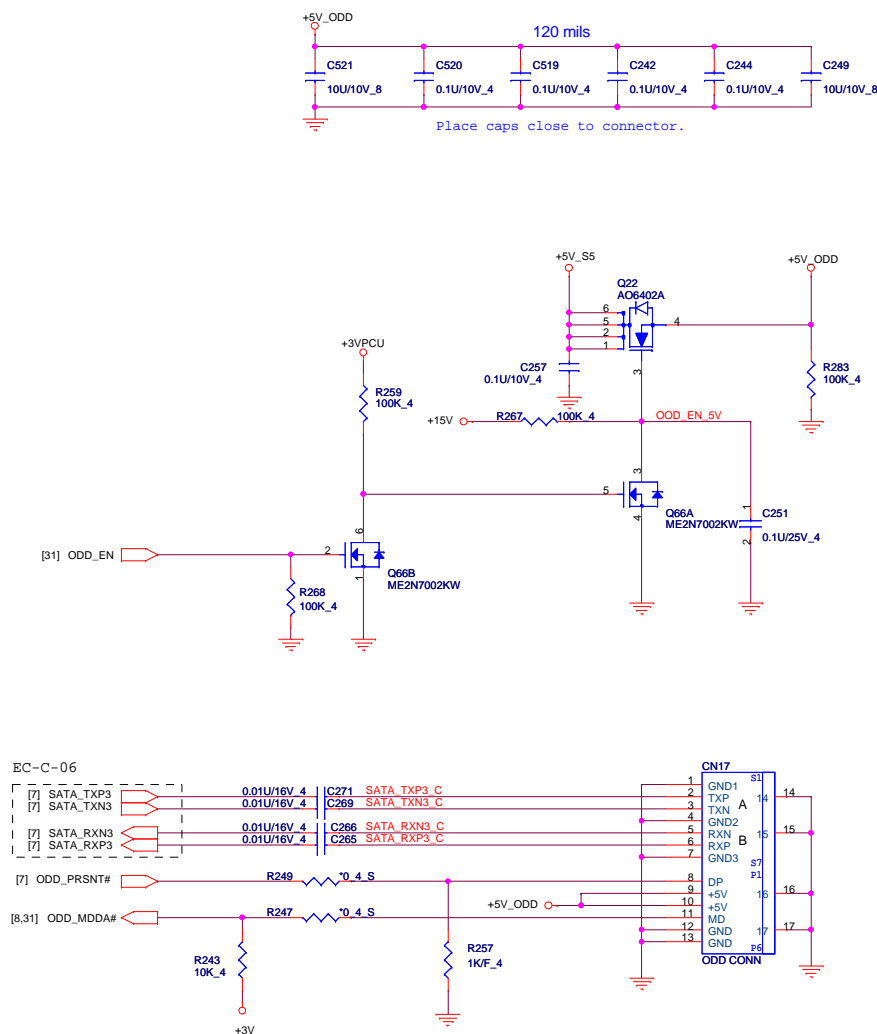 +5V_ODD
120 mils
C521
10U/10V_8
C520
0.1U/10V_4
C519
0.1U/10V_4
C242
0.1U/10V_4
C244
0.1U/10V_4
C249
10U/10V_8
Place caps close to connector.
+5V_S5
+5V_ODD
Q22
AO6402A
6
5
2
1
4
3
C257
0.1U/10V_4
R283
100K_4
+3VPCU
R259
100K_4
+15V
R267
100K_4
OOD_EN_5V
3
5
4
Q66A
ME2N7002KW
1
C251
0.1U/25V_4
2
[31] ODD_EN
6
2
1
Q66B
ME2N7002KW
R268
100K_4
EC-C-06
[7] SATA_TXP3
[7] SATA_TXN3
[7] SATA_RXN3
[7] SATA_RXP3
0.01U/16V_4
C271
SATA_TXP3_C
0.01U/16V_4
C269
SATA_TXN3_C
0.01U/16V_4
C266
SATA_RXN3_C
0.01U/16V_4
C265
SATA_RXP3_C
[7] ODD_PRSNT#
R249
*0_4_S
[8,31] ODD_MDDA#
R247
*0_4_S
+5V_ODD
R243
10K_4
+3V
R257
1K/F_4
CN17
1
GND1
S1
2
TXP
14
14
3
TXN
A
4
GND2
5
RXN
15
15
6
RXP
B
7
GND3
S7
P1
8
DP
9
+5V
16
16
10
+5V
11
MD
12
GND
17
17
13
GND
P6
ODD CONN